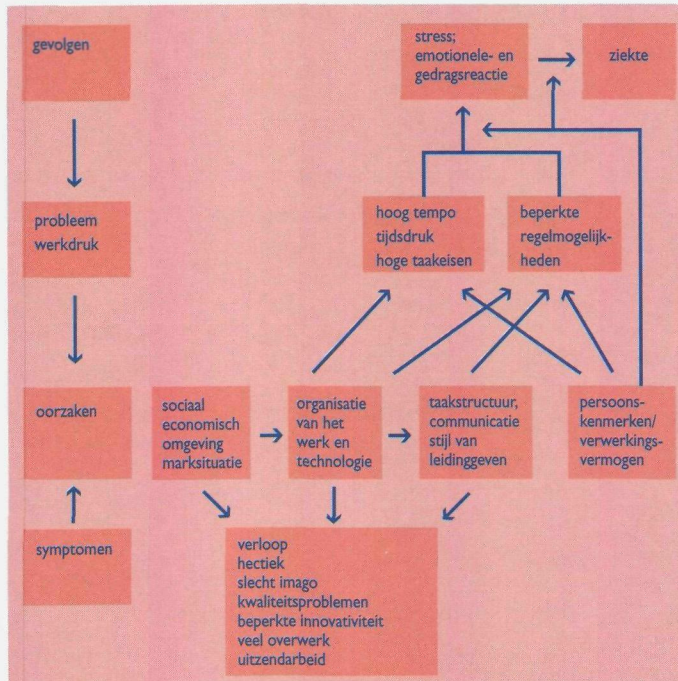 gevolgen
stress;
emotionele- en
gedragsreactie
ziekte
probleem
werkdruk
hoog tempo
tijdsdruk
hoge taakeisen
beperkte
regelmogelijk-
heden
oorzaken
sociaal
economisch
omgeving
marksituatie
organisatie
van het
werk en
technologie
taakstructuur,
communicatie
stijl van
leidinggeven
persoons-
kenmerken/
verwerkings-
vermogen
symptomen
verloop
hectiek
slecht imago
kwaliteitsproblemen
beperkte innovativiteit
veel overwerk
uitzendarbeid